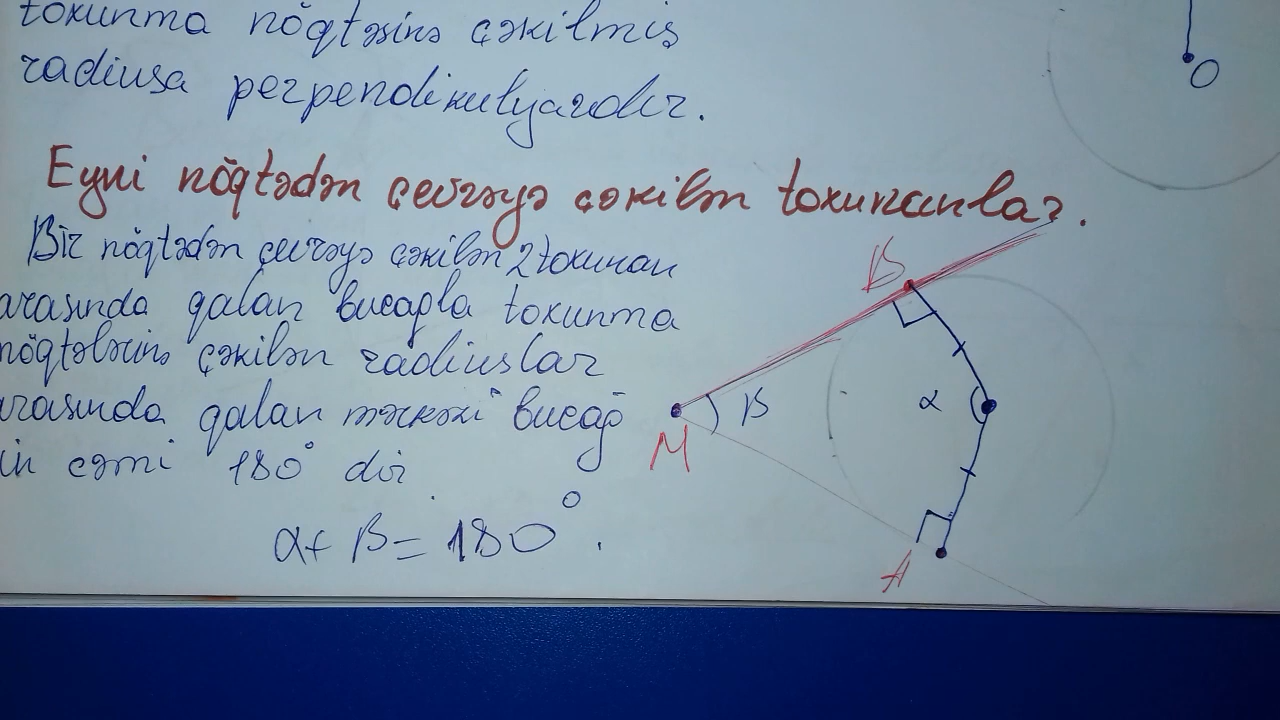 toxunma nöqtəsinə çəkilmiş
radiusa perpendikulyardır.
O
Eyni nöqtədən çevrəyə çəkilən toxunanlar.
Bir nöqtədən çevrəyə çəkilən 2 toxunan
arasında qalan bucaqla toxunma
nöqtələrinə çəkilən radiuslar
arasında qalan mərkəzi bucağ
ın cəmi 180° dir
α+ β = 180°.
B
M
β
α
A